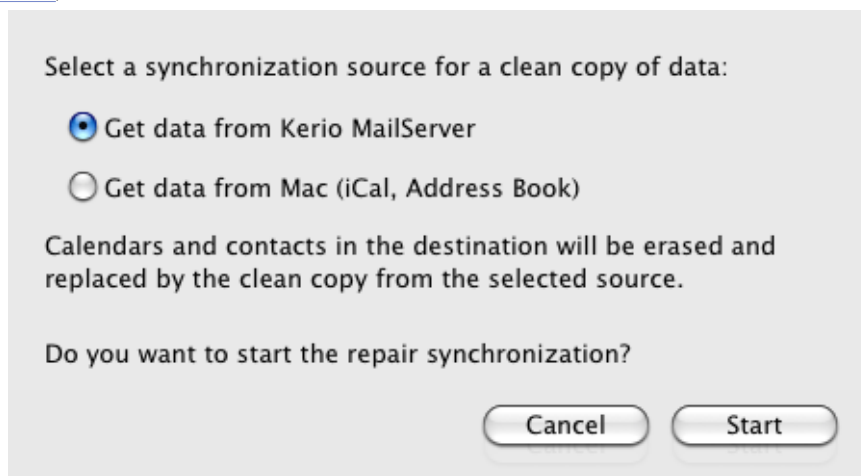 Select a synchronization source for a clean copy of data:
Get data from Kerio MailServer
Get data from Mac (iCal, Address Book)
Calendars and contacts in the destination will be erased and
replaced by the clean copy from the selected source.
Do you want to start the repair synchronization?
Cancel Start